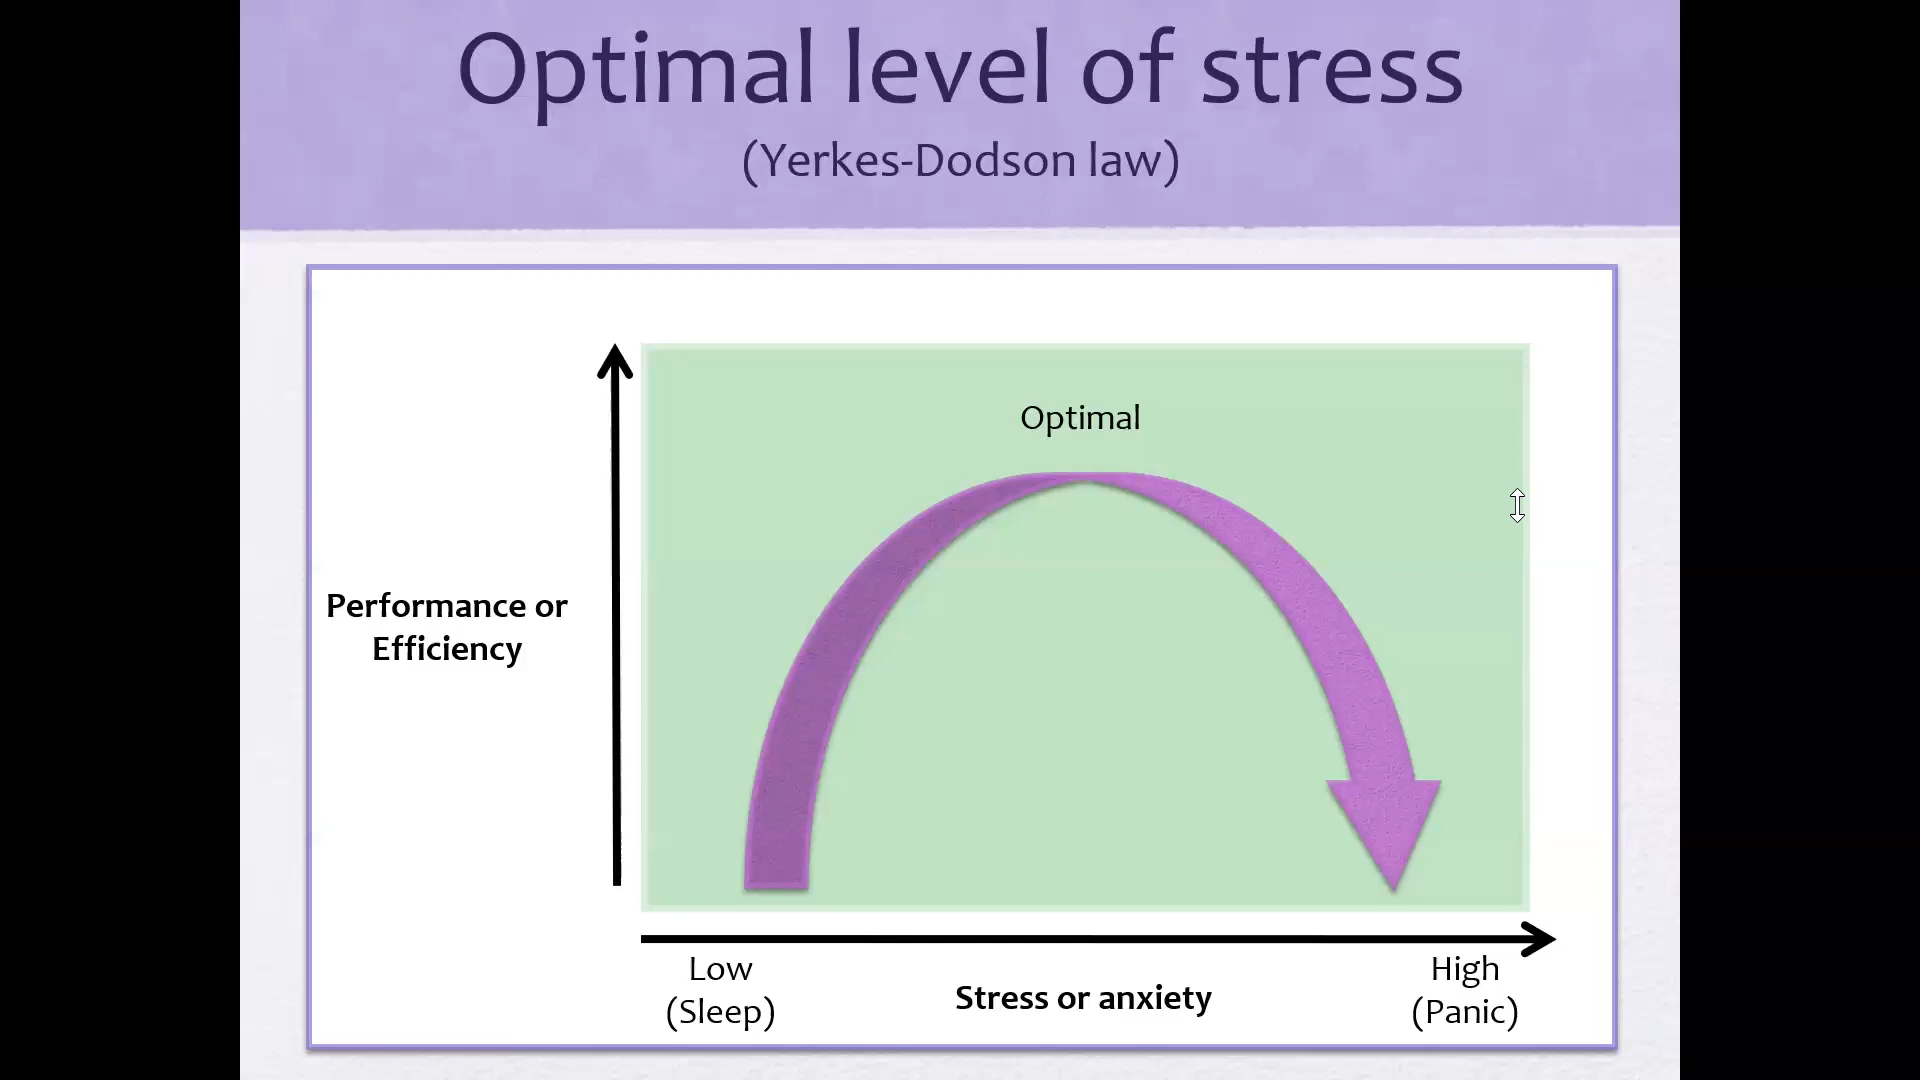 Optimal level of stress
(Yerkes-Dodson law)
Optimal
Performance or
Efficiency
Low
(Sleep)
Stress or anxiety
High
(Panic)